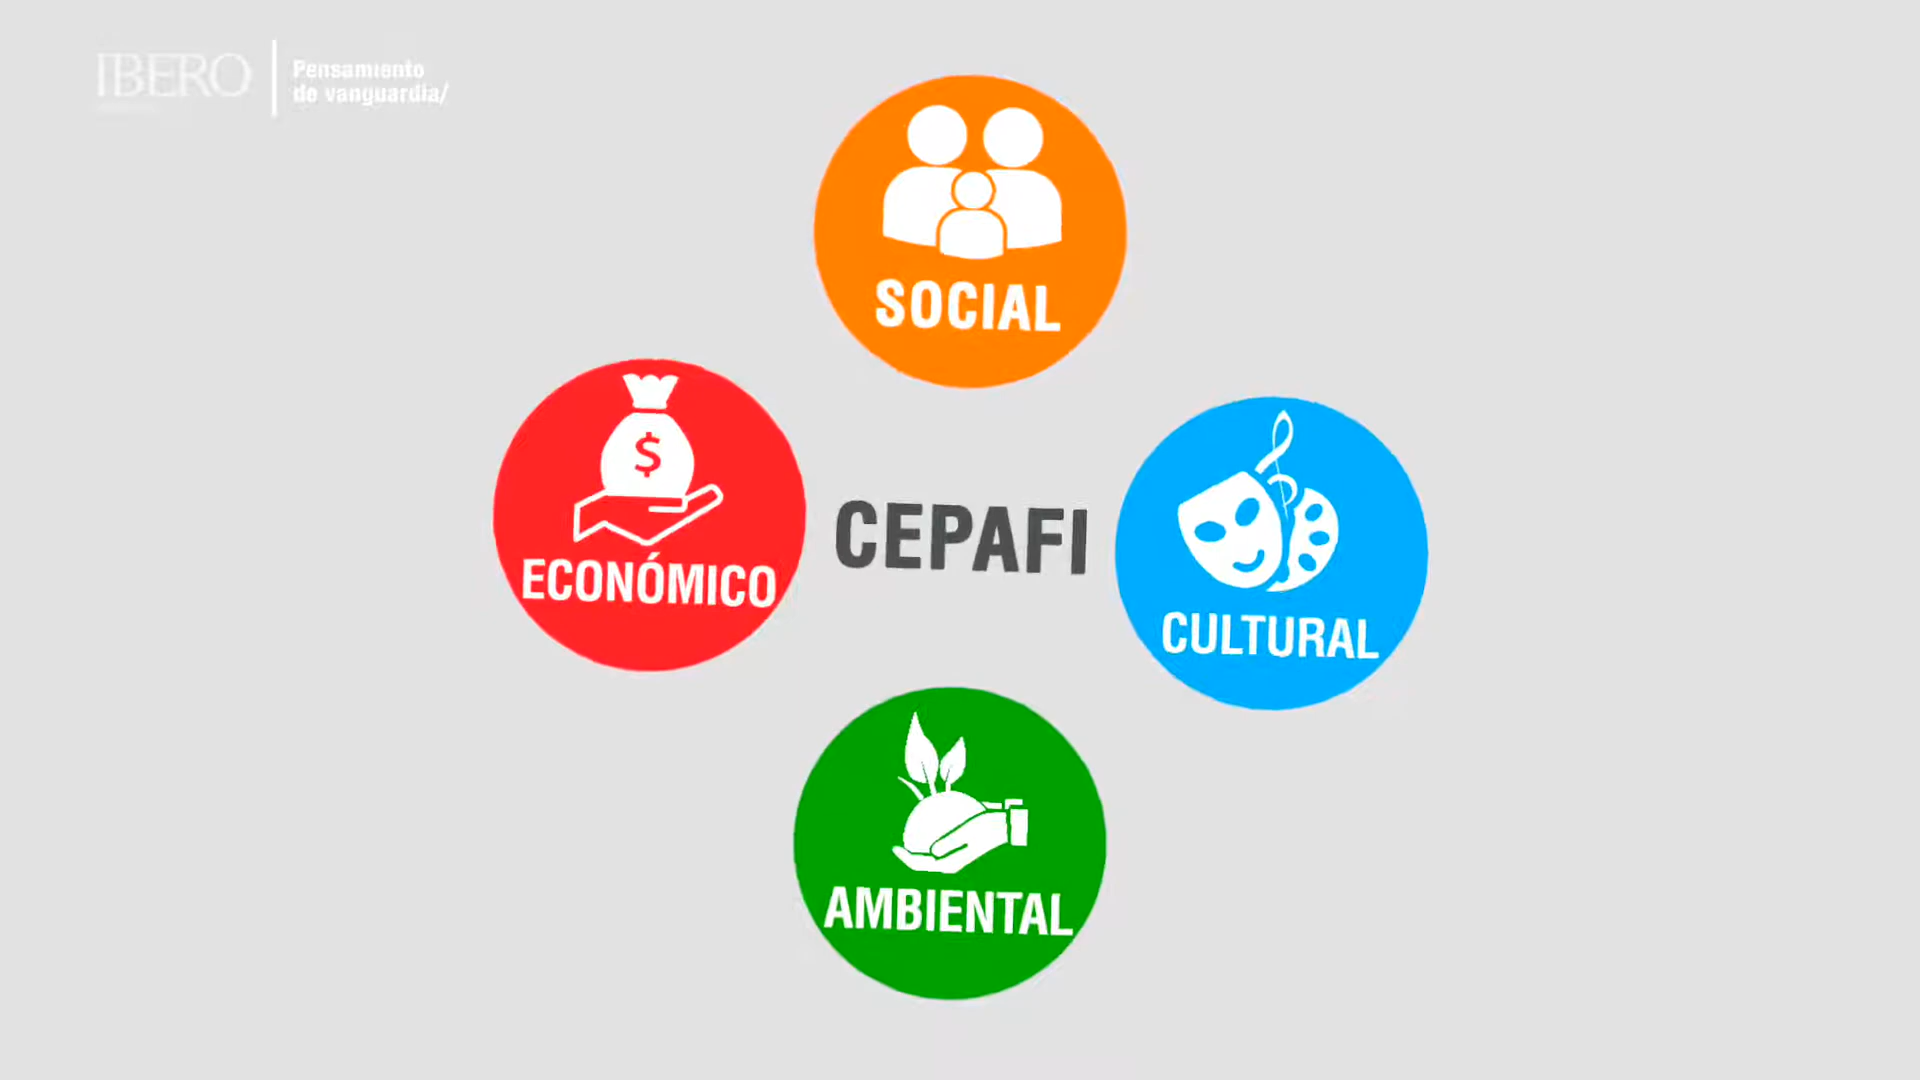 IBERO
Pensamiento
de vanguardia/
SOCIAL
$
ECONÓMICO
CEPAFI
CULTURAL
AMBIENTAL